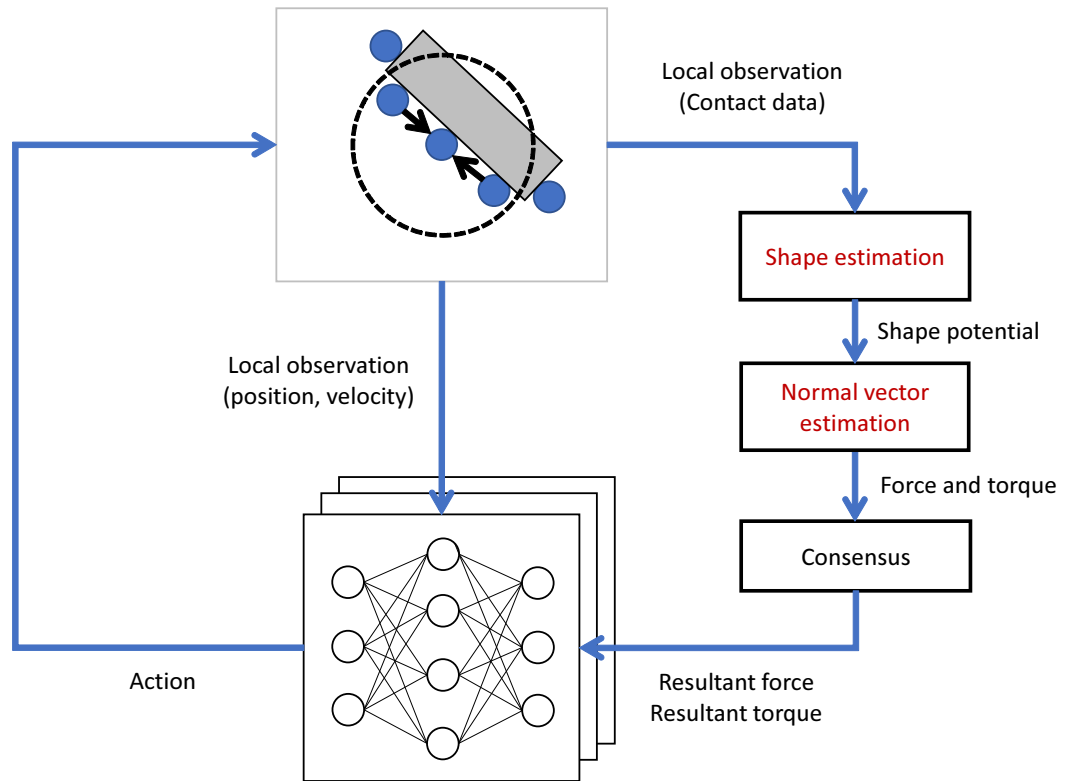 Local observation
(Contact data)
Shape estimation
Shape potential
Local observation
(position, velocity)
Normal vector
estimation
Force and torque
Consensus
Action
Resultant force
Resultant torque